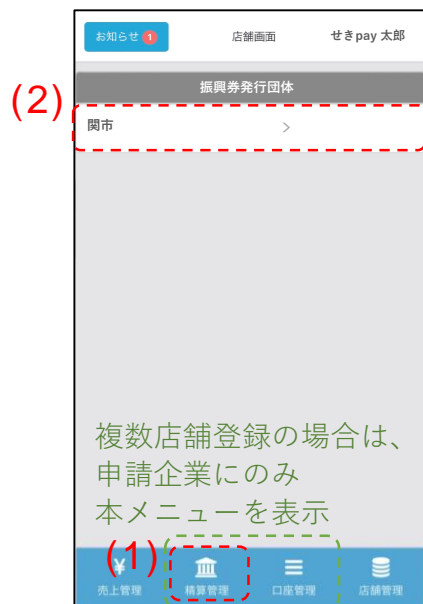 お知らせ 1 店舗画面 せきpay 太郎
振興券発行団体
(2)
関市 >
複数店舗登録の場合は、
申請企業にのみ
本メニューを表示
(1)
¥
売上管理 精算管理 口座管理 店舗管理